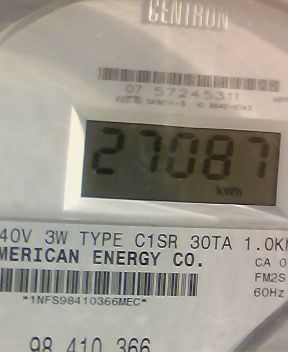 CENTRON
07 57245311
27087
kWh
40V 3W TYPE C1SR 30TA 1.0K
MERICAN ENERGY CO.
CA 0
FM2S
*1NFS98410366MEC*
60Hz
98 410 366